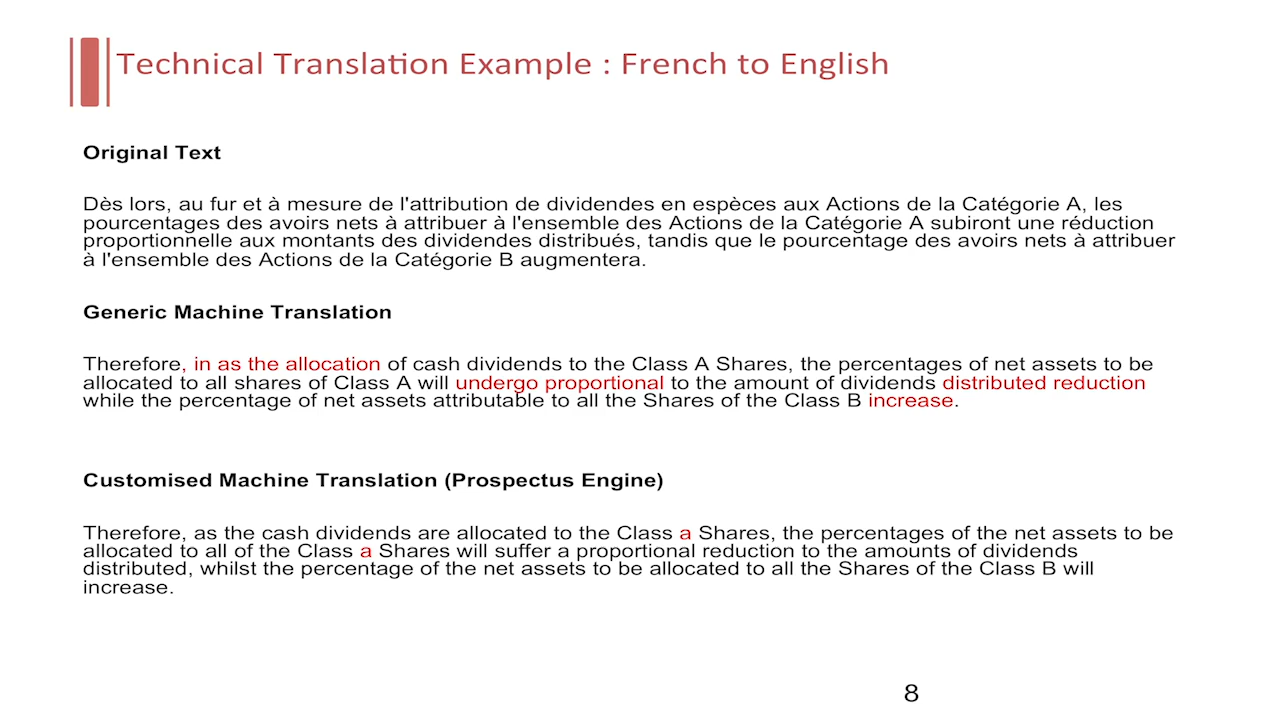 Technical Translation Example : French to English
Original Text
Dès lors, au fur et à mesure de l'attribution de dividendes en espèces aux Actions de la Catégorie A, les
pourcentages des avoirs nets à attribuer à l'ensemble des Actions de la Catégorie A subiront une réduction
proportionnelle aux montants des dividendes distribués, tandis que le pourcentage des avoirs nets à attribuer
à l'ensemble des Actions de la Catégorie B augmentera.
Generic Machine Translation
Therefore, in as the allocation of cash dividends to the Class A Shares, the percentages of net assets to be
allocated to all shares of Class A will undergo proportional to the amount of dividends distributed reduction
while the percentage of net assets attributable to all the Shares of the Class B increase.
Customised Machine Translation (Prospectus Engine)
Therefore, as the cash dividends are allocated to the Class a Shares, the percentages of the net assets to be
allocated to all of the Class a Shares will suffer a proportional reduction to the amounts of dividends
distributed, whilst the percentage of the net assets to be allocated to all the Shares of the Class B will
increase.
8